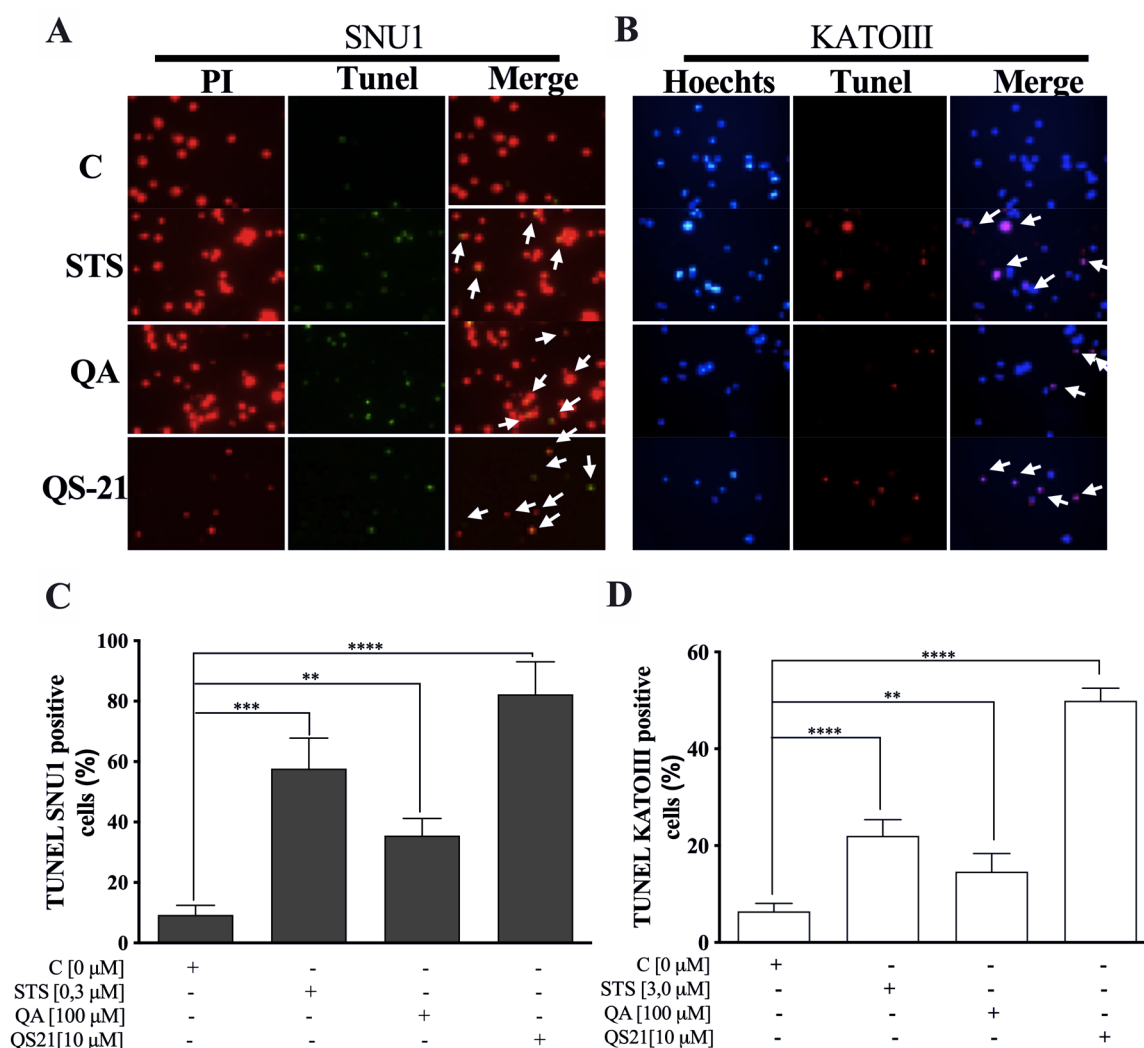 A
SNU1
B
KATOIII
PI Tunel Merge
Hoechts Tunel Merge
C
STS
QA
QS-21
C
TUNEL SNU1 positive
cells (%)
100
80
60
40
20
0
****
**
***
C [0 µM] + - - -
STS [0,3 µM] - + - -
QA [100 µM] - - + -
QS21[10 µM] - - - +
D
TUNEL KATOIII positive
cells (%)
60
40
20
0
****
**
****
C [0 µM] + - - -
STS [3,0 µM] - + - -
QA [100 µM] - - + -
QS21[10 µM] - - - +